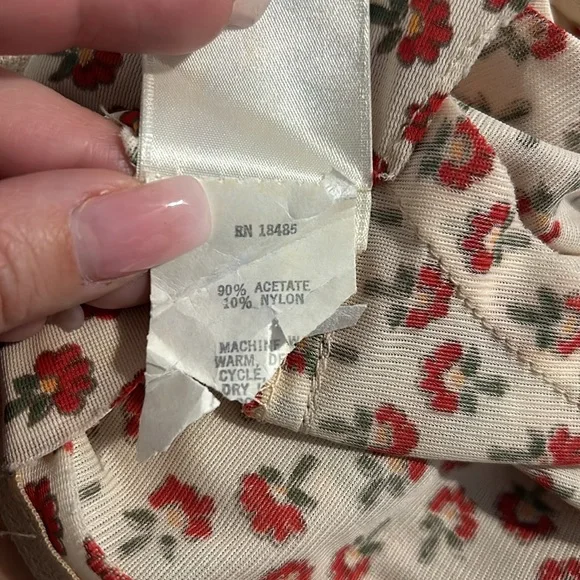 RN 18485
90% ACETATE
10% NYLON
MACHINE
WARM,
CYCLE,
DRY